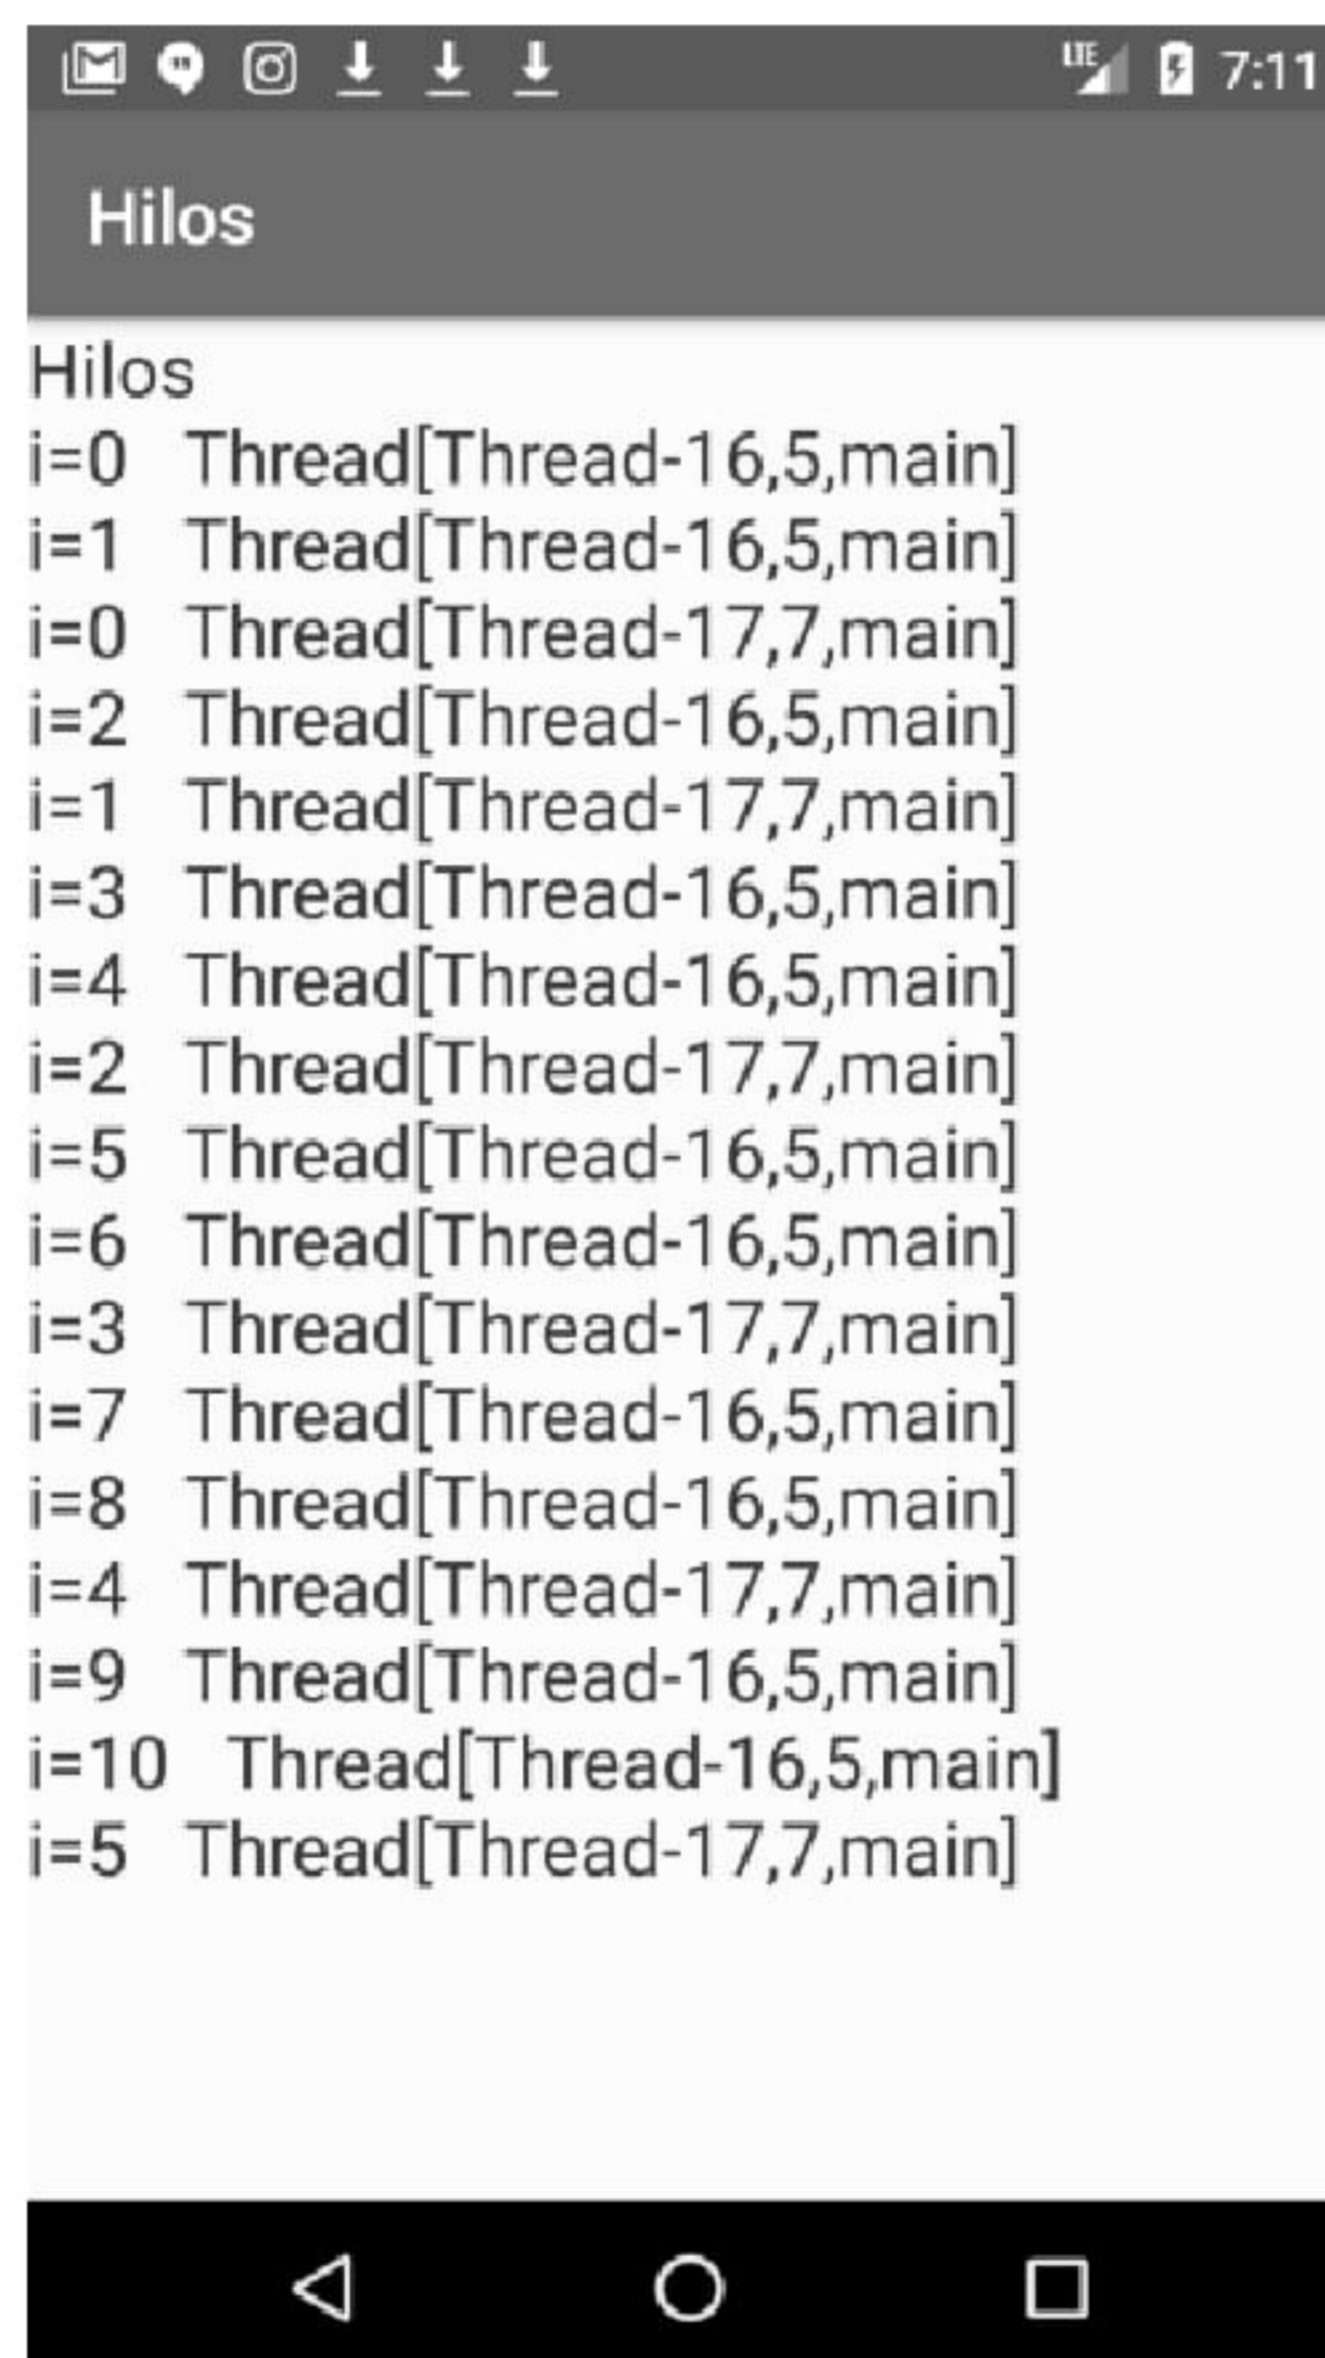 LTE 7:11
Hilos
Hilos
i=0 Thread[Thread-16,5,main]
i=1 Thread[Thread-16,5,main]
i=0 Thread[Thread-17,7,main]
i=2 Thread[Thread-16,5,main]
i=1 Thread[Thread-17,7,main]
i=3 Thread[Thread-16,5,main]
i=4 Thread[Thread-16,5,main]
i=2 Thread[Thread-17,7,main]
i=5 Thread[Thread-16,5,main]
i=6 Thread[Thread-16,5,main]
i=3 Thread[Thread-17,7,main]
i=7 Thread[Thread-16,5,main]
i=8 Thread[Thread-16,5,main]
i=4 Thread[Thread-17,7,main]
i=9 Thread[Thread-16,5,main]
i=10 Thread[Thread-16,5,main]
i=5 Thread[Thread-17,7,main]